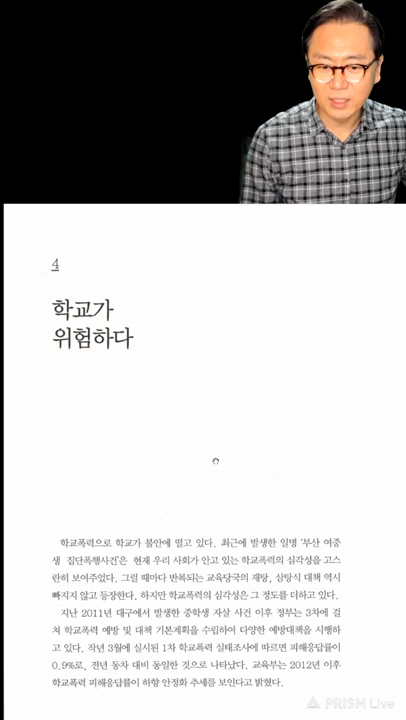 4
학교가
위험하다
학교폭력으로 학교가 불안에 떨고 있다. 최근에 발생한 일명 '부산 여중
생 집단폭행사건'은 현재 우리 사회가 안고 있는 학교폭력의 심각성을 고스
란히 보여주었다. 그럴 때마다 반복되는 교육당국의 재탕, 삼탕식 대책 역시
빠지지 않고 등장한다. 하지만 학교폭력의 심각성은 그 정도를 더하고 있다.
지난 2011년 대구에서 발생한 중학생 자살 사건 이후 정부는 3차에 걸
쳐 학교폭력 예방 및 대책 기본계획을 수립하여 다양한 예방대책을 시행하
고 있다. 작년 3월에 실시된 1차 학교폭력 실태조사에 따르면 피해응답률이
0.9%로, 전년 동차 대비 동일한 것으로 나타났다. 교육부는 2012년 이후
학교폭력 피해응답률이 하향 안정화 추세를 보인다고 밝혔다.
PRISM Live